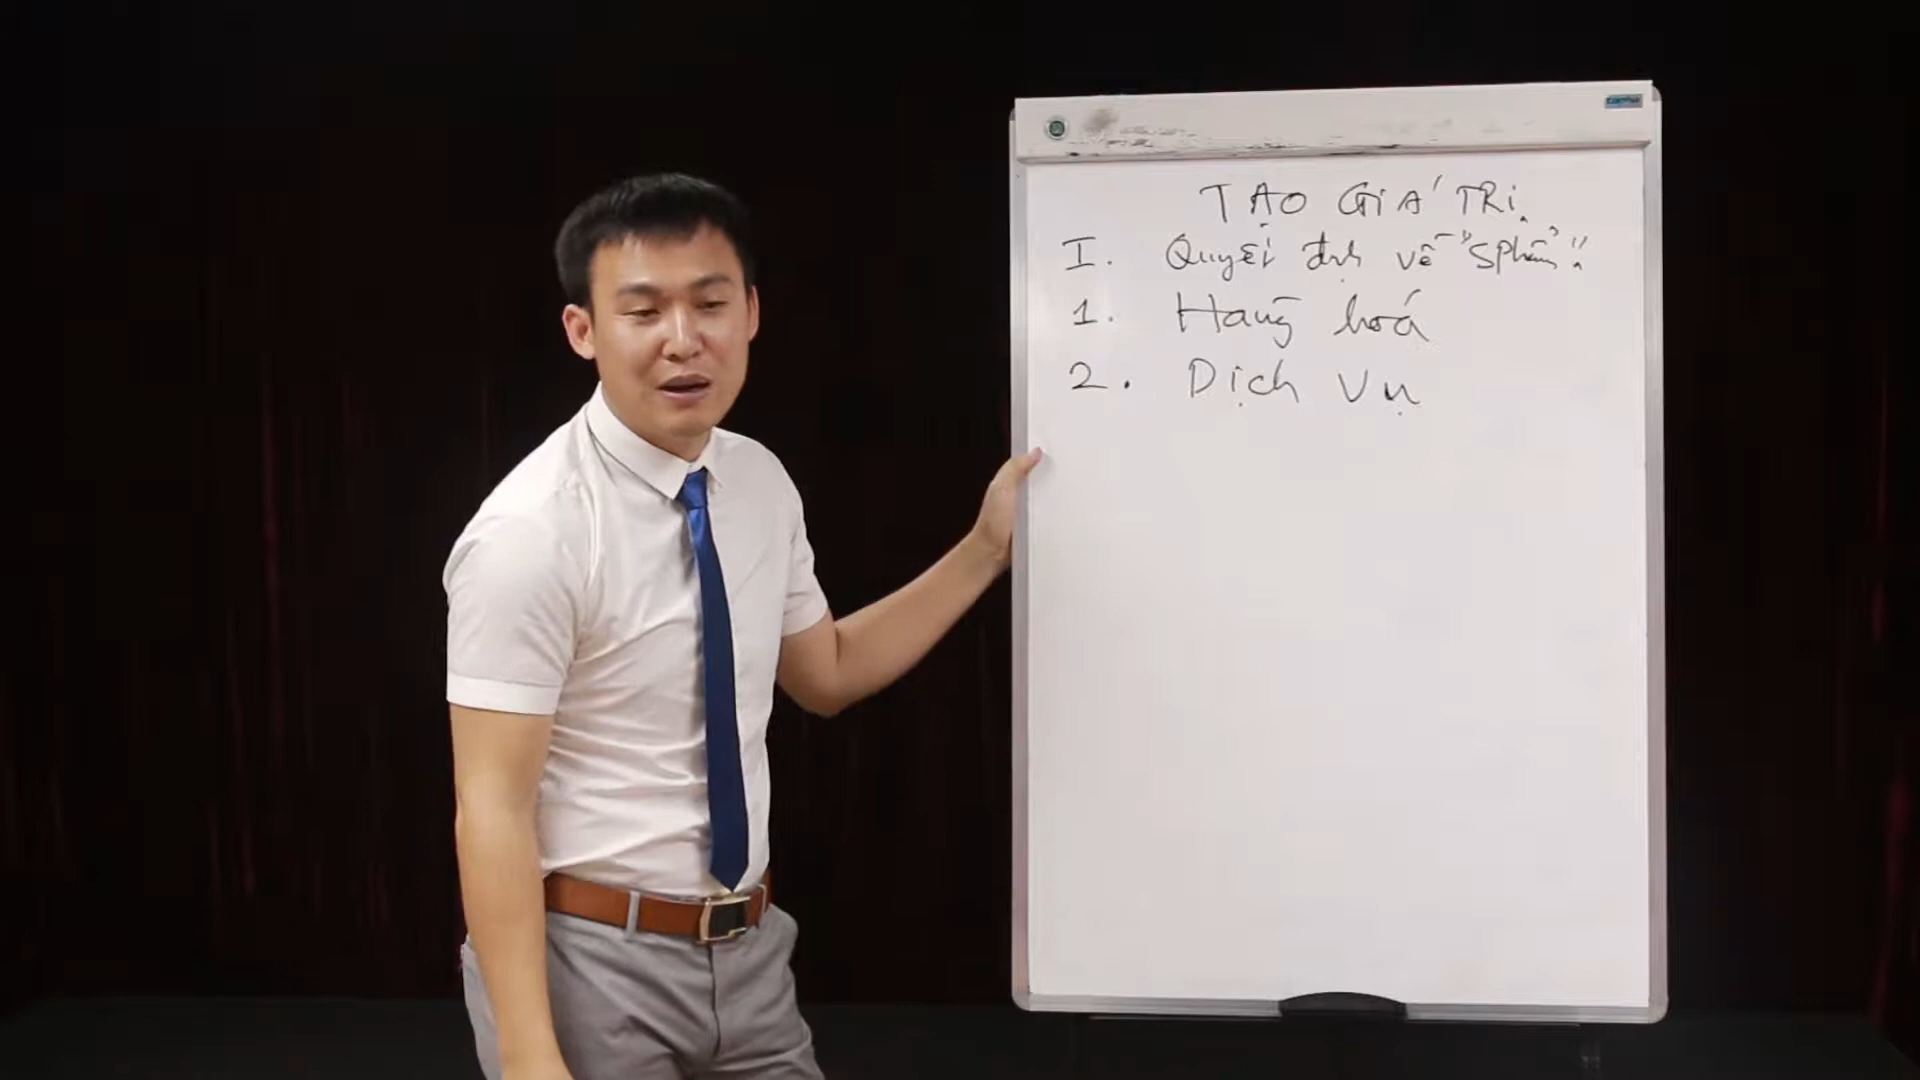 TẠO GIÁ TRỊ
I. Quyết định về "Sphẩm".
1. Hàng hoá
2. Dịch vụ